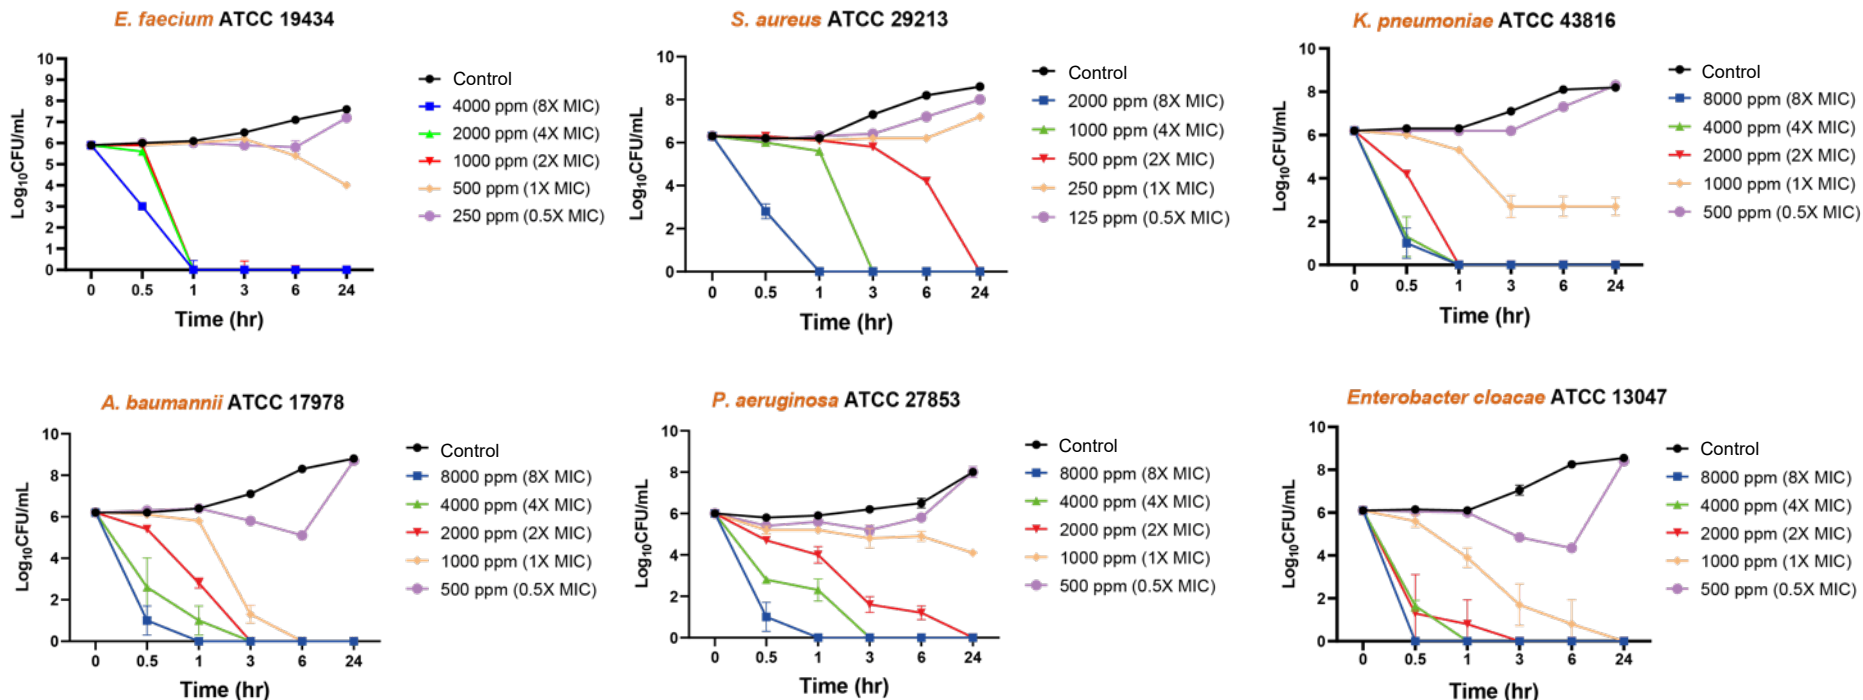 E. faecium ATCC 19434
10
9
8
7
6
5
4
3
2
1
0
Log10CFU/mL
0 0.5 1 3 6 24
Time (hr)
Control
4000 ppm (8X MIC)
2000 ppm (4X MIC)
1000 ppm (2X MIC)
500 ppm (1X MIC)
250 ppm (0.5X MIC)
S. aureus ATCC 29213
10
8
6
4
2
0
Log10CFU/mL
0 0.5 1 3 6 24
Time (hr)
Control
2000 ppm (8X MIC)
1000 ppm (4X MIC)
500 ppm (2X MIC)
250 ppm (1X MIC)
125 ppm (0.5X MIC)
K. pneumoniae ATCC 43816
10
8
6
4
2
0
Log10CFU/mL
0 0.5 1 3 6 24
Time (hr)
Control
8000 ppm (8X MIC)
4000 ppm (4X MIC)
2000 ppm (2X MIC)
1000 ppm (1X MIC)
500 ppm (0.5X MIC)
A. baumannii ATCC 17978
10
8
6
4
2
0
Log10CFU/mL
0 0.5 1 3 6 24
Time (hr)
Control
8000 ppm (8X MIC)
4000 ppm (4X MIC)
2000 ppm (2X MIC)
1000 ppm (1X MIC)
500 ppm (0.5X MIC)
P. aeruginosa ATCC 27853
10
8
6
4
2
0
Log10CFU/mL
0 0.5 1 3 6 24
Time (hr)
Control
8000 ppm (8X MIC)
4000 ppm (4X MIC)
2000 ppm (2X MIC)
1000 ppm (1X MIC)
500 ppm (0.5X MIC)
Enterobacter cloacae ATCC 13047
10
8
6
4
2
0
Log10CFU/mL
0 0.5 1 3 6 24
Time (hr)
Control
8000 ppm (8X MIC)
4000 ppm (4X MIC)
2000 ppm (2X MIC)
1000 ppm (1X MIC)
500 ppm (0.5X MIC)